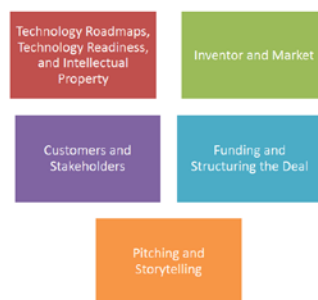 Technology Roadmaps,
Technology Readiness,
and Intellectual
Property
Inventor and Market
Customers and
Stakeholders
Funding and
Structuring the Deal
Pitching and
Storytelling